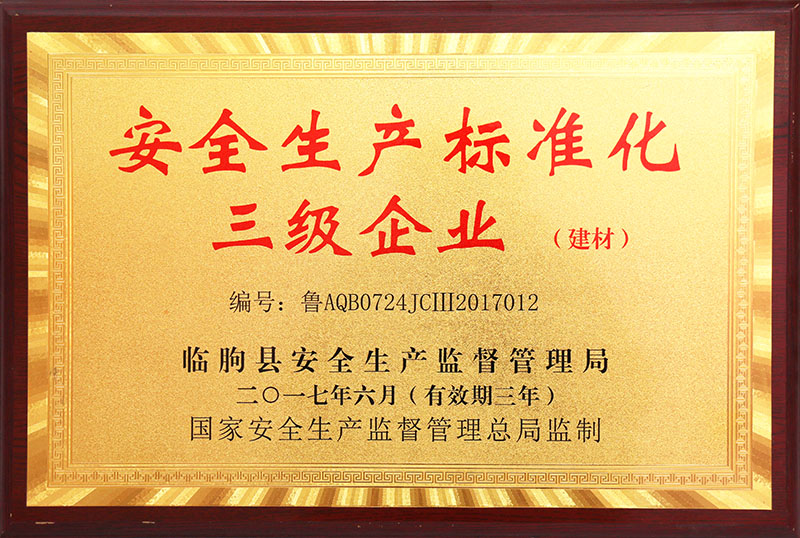 安全生产标准化
三级企业（建材）
编号：鲁AQB0724JCⅢ2017012
临朐县安全生产监督管理局
二〇一七年六月（有效期三年）
国家安全生产监督管理总局监制